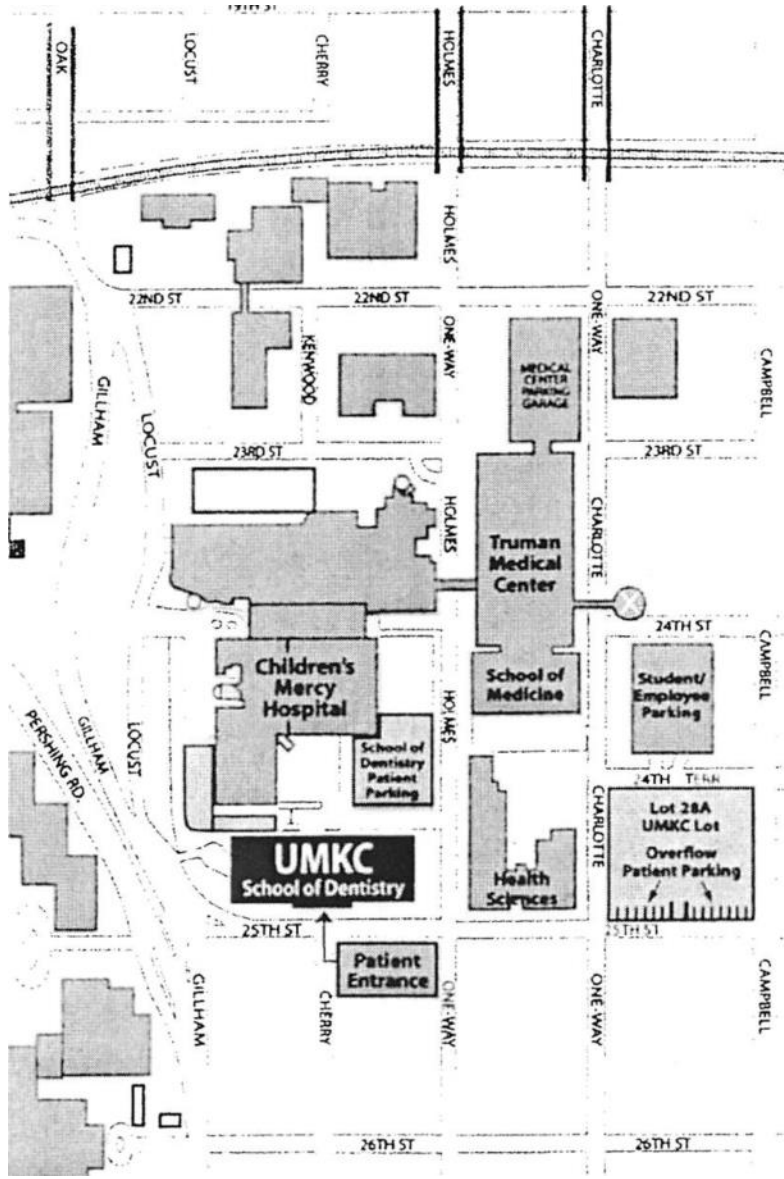 19TH ST
OAK
LOCUST
CHERRY
HOLMES
CHARLOTTE
HOLMES
22ND ST
22ND ST
22ND ST
ONE-WAY
ONE-WAY
KENWOOD
CAMPBELL
MEDICAL
CENTER
PARKING
GARAGE
GILLHAM
LOCUST
23RD ST
23RD ST
HOLMES
CHARLOTTE
Truman
Medical
Center
24TH ST
CAMPBELL
Children's
Mercy
Hospital
School of
Medicine
Student/
Employee
Parking
HOLMES
PERSHING RD.
GILLHAM
LOCUST
School of
Dentistry
Patient
Parking
24TH TERR
CHARLOTTE
Lot 28A
UMKC Lot
Overflow
Patient Parking
UMKC
School of Dentistry
Health
Sciences
25TH ST
25TH ST
Patient
Entrance
GILLHAM
CHERRY
ONE-WAY
ONE-WAY
CAMPBELL
26TH ST
26TH ST